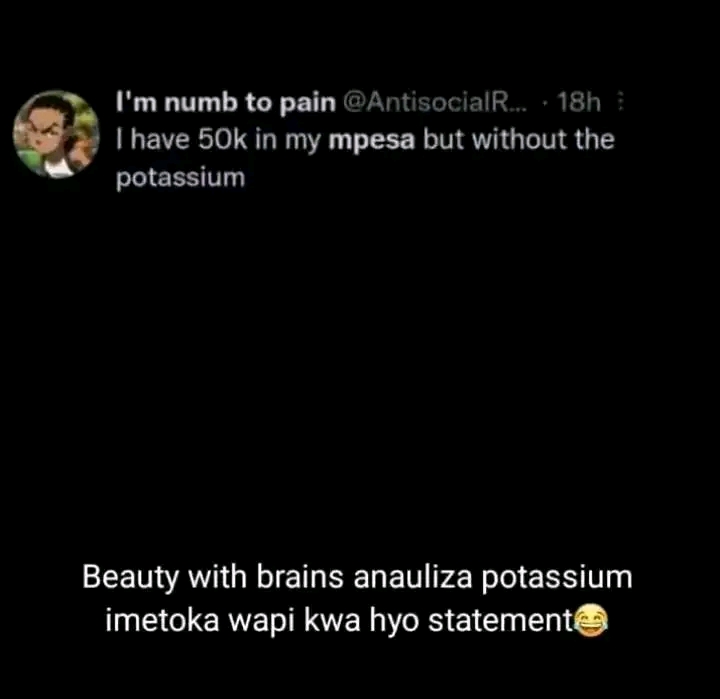 I'm numb to pain @AntisocialR... · 18h
I have 50k in my mpesa but without the
potassium
Beauty with brains anauliza potassium
imetoka wapi kwa hyo statement😂